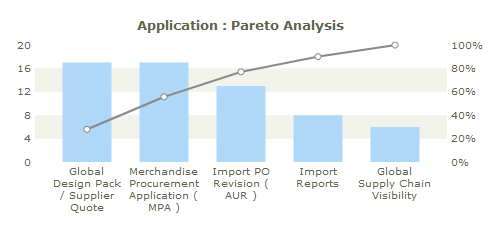 Application : Pareto Analysis
20
16
12
8
4
0
100%
80%
60%
40%
20%
0%
Global
Design Pack
/ Supplier
Quote
Merchandise
Procurement
Application (
MPA )
Import PO
Revision (
AUR )
Import
Reports
Global
Supply Chain
Visibility